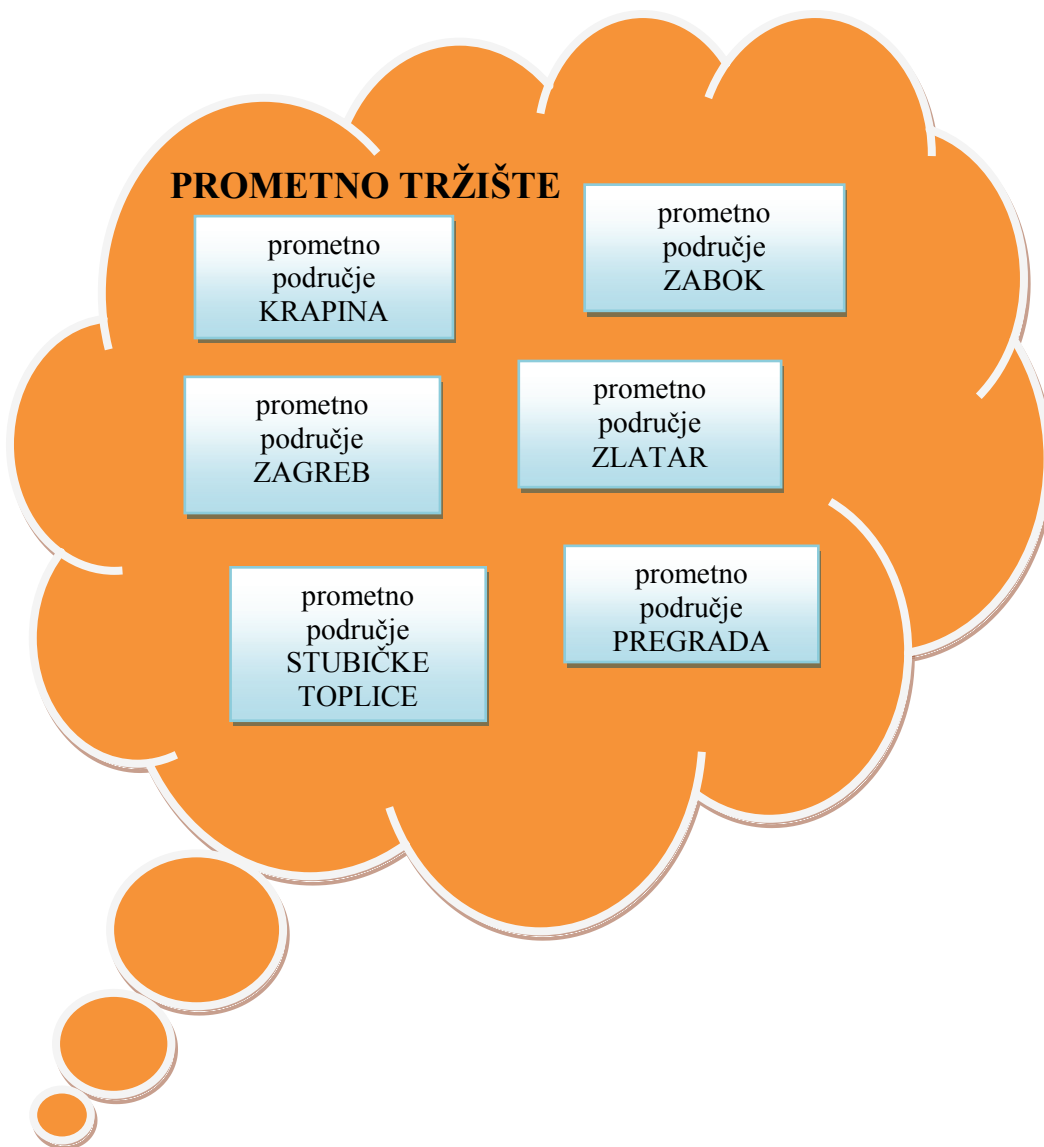 PROMETNO TRŽIŠTE
prometno
područje
KRAPINA
prometno
područje
ZABOK
prometno
područje
ZAGREB
prometno
područje
ZLATAR
prometno
područje
STUBIČKE
TOPLICE
prometno
područje
PREGRADA